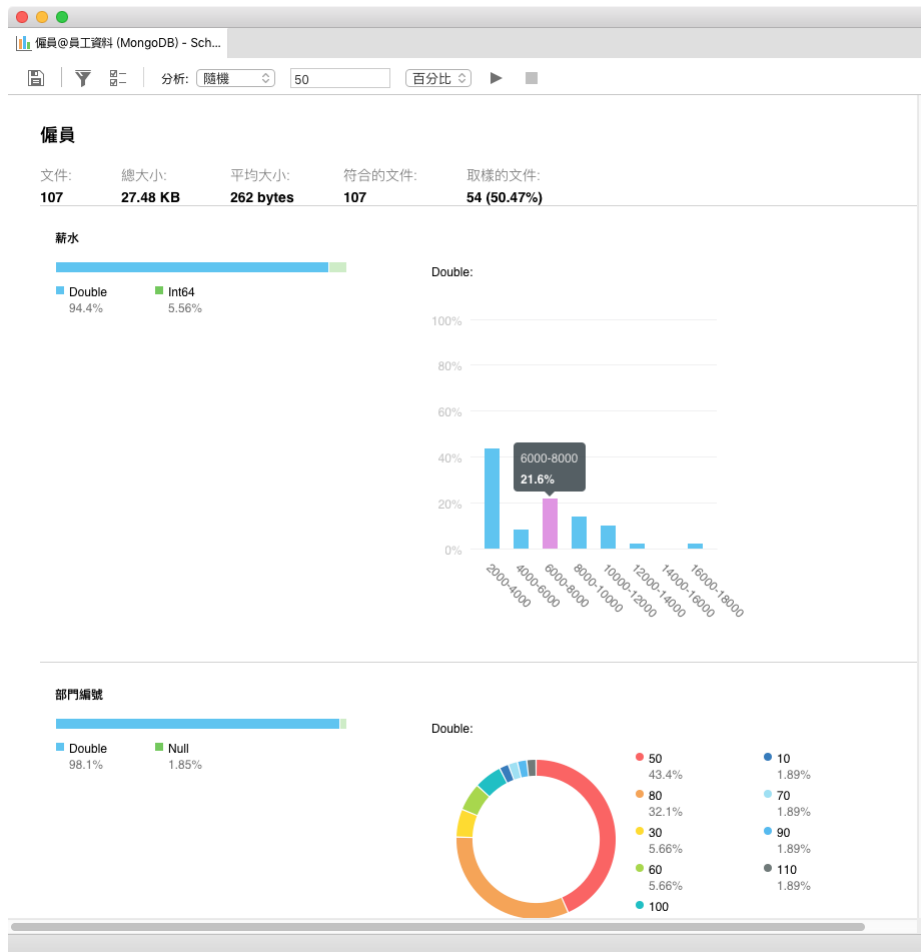 僱員@員工資料 (MongoDB) - Sch...
分析: 隨機 50 百分比
僱員
文件: 總大小: 平均大小: 符合的文件: 取樣的文件:
107 27.48 KB 262 bytes 107 54 (50.47%)
薪水
Double:
Double Int64
94.4% 5.56%
100%
80%
60%
40%
20%
0%
6000-8000
21.6%
2000-4000
4000-6000
6000-8000
8000-10000
10000-12000
12000-14000
14000-16000
16000-18000
部門編號
Double:
Double Null
98.1% 1.85%
50 10
43.4% 1.89%
80 70
32.1% 1.89%
30 90
5.66% 1.89%
60 110
5.66% 1.89%
100